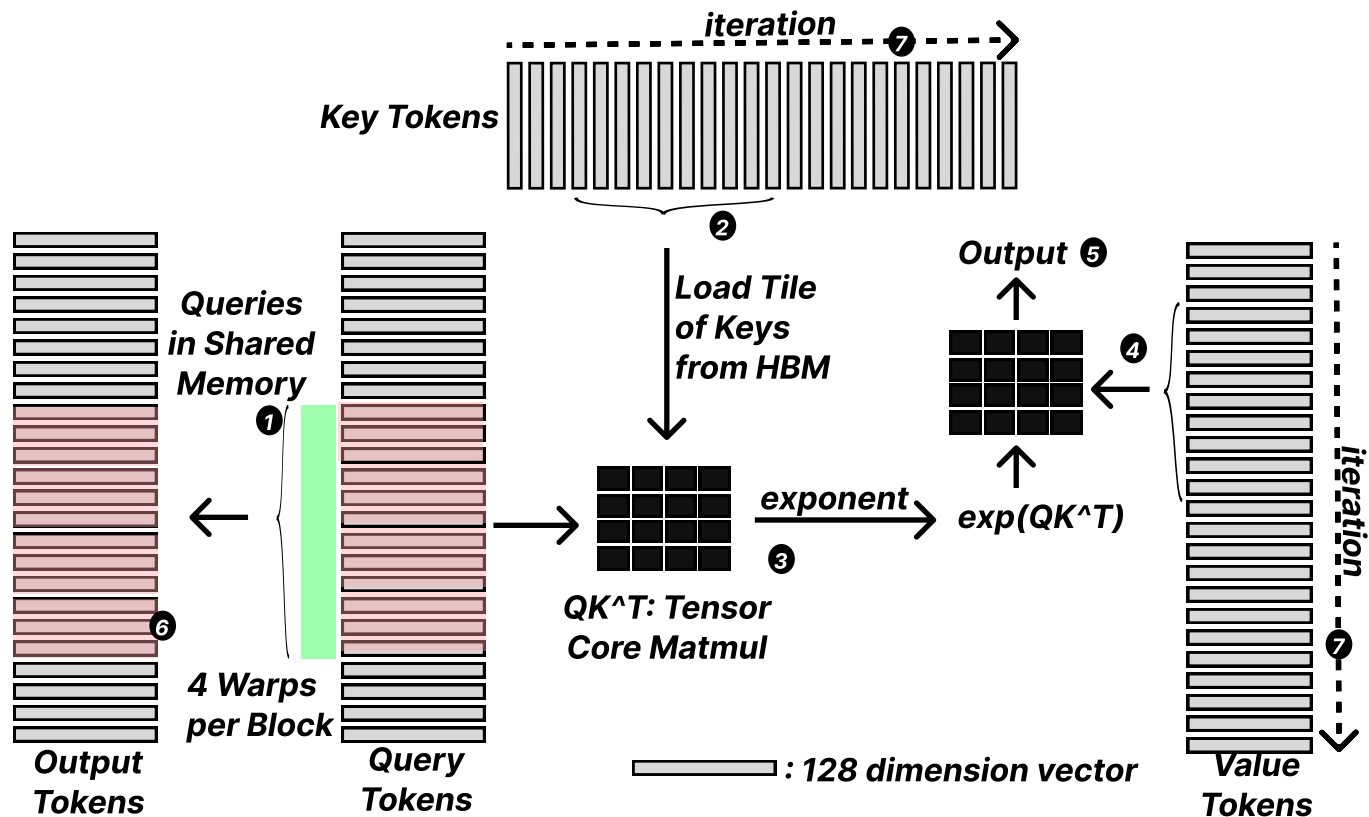 iteration
7
Key Tokens
2
Output 5
Load Tile
of Keys
from HBM
Queries
in Shared
Memory
1
4
iteration
exponent
exp(QK^T)
3
QK^T: Tensor
Core Matmul
6
7
4 Warps
per Block
Output
Tokens
Query
Tokens
: 128 dimension vector
Value
Tokens